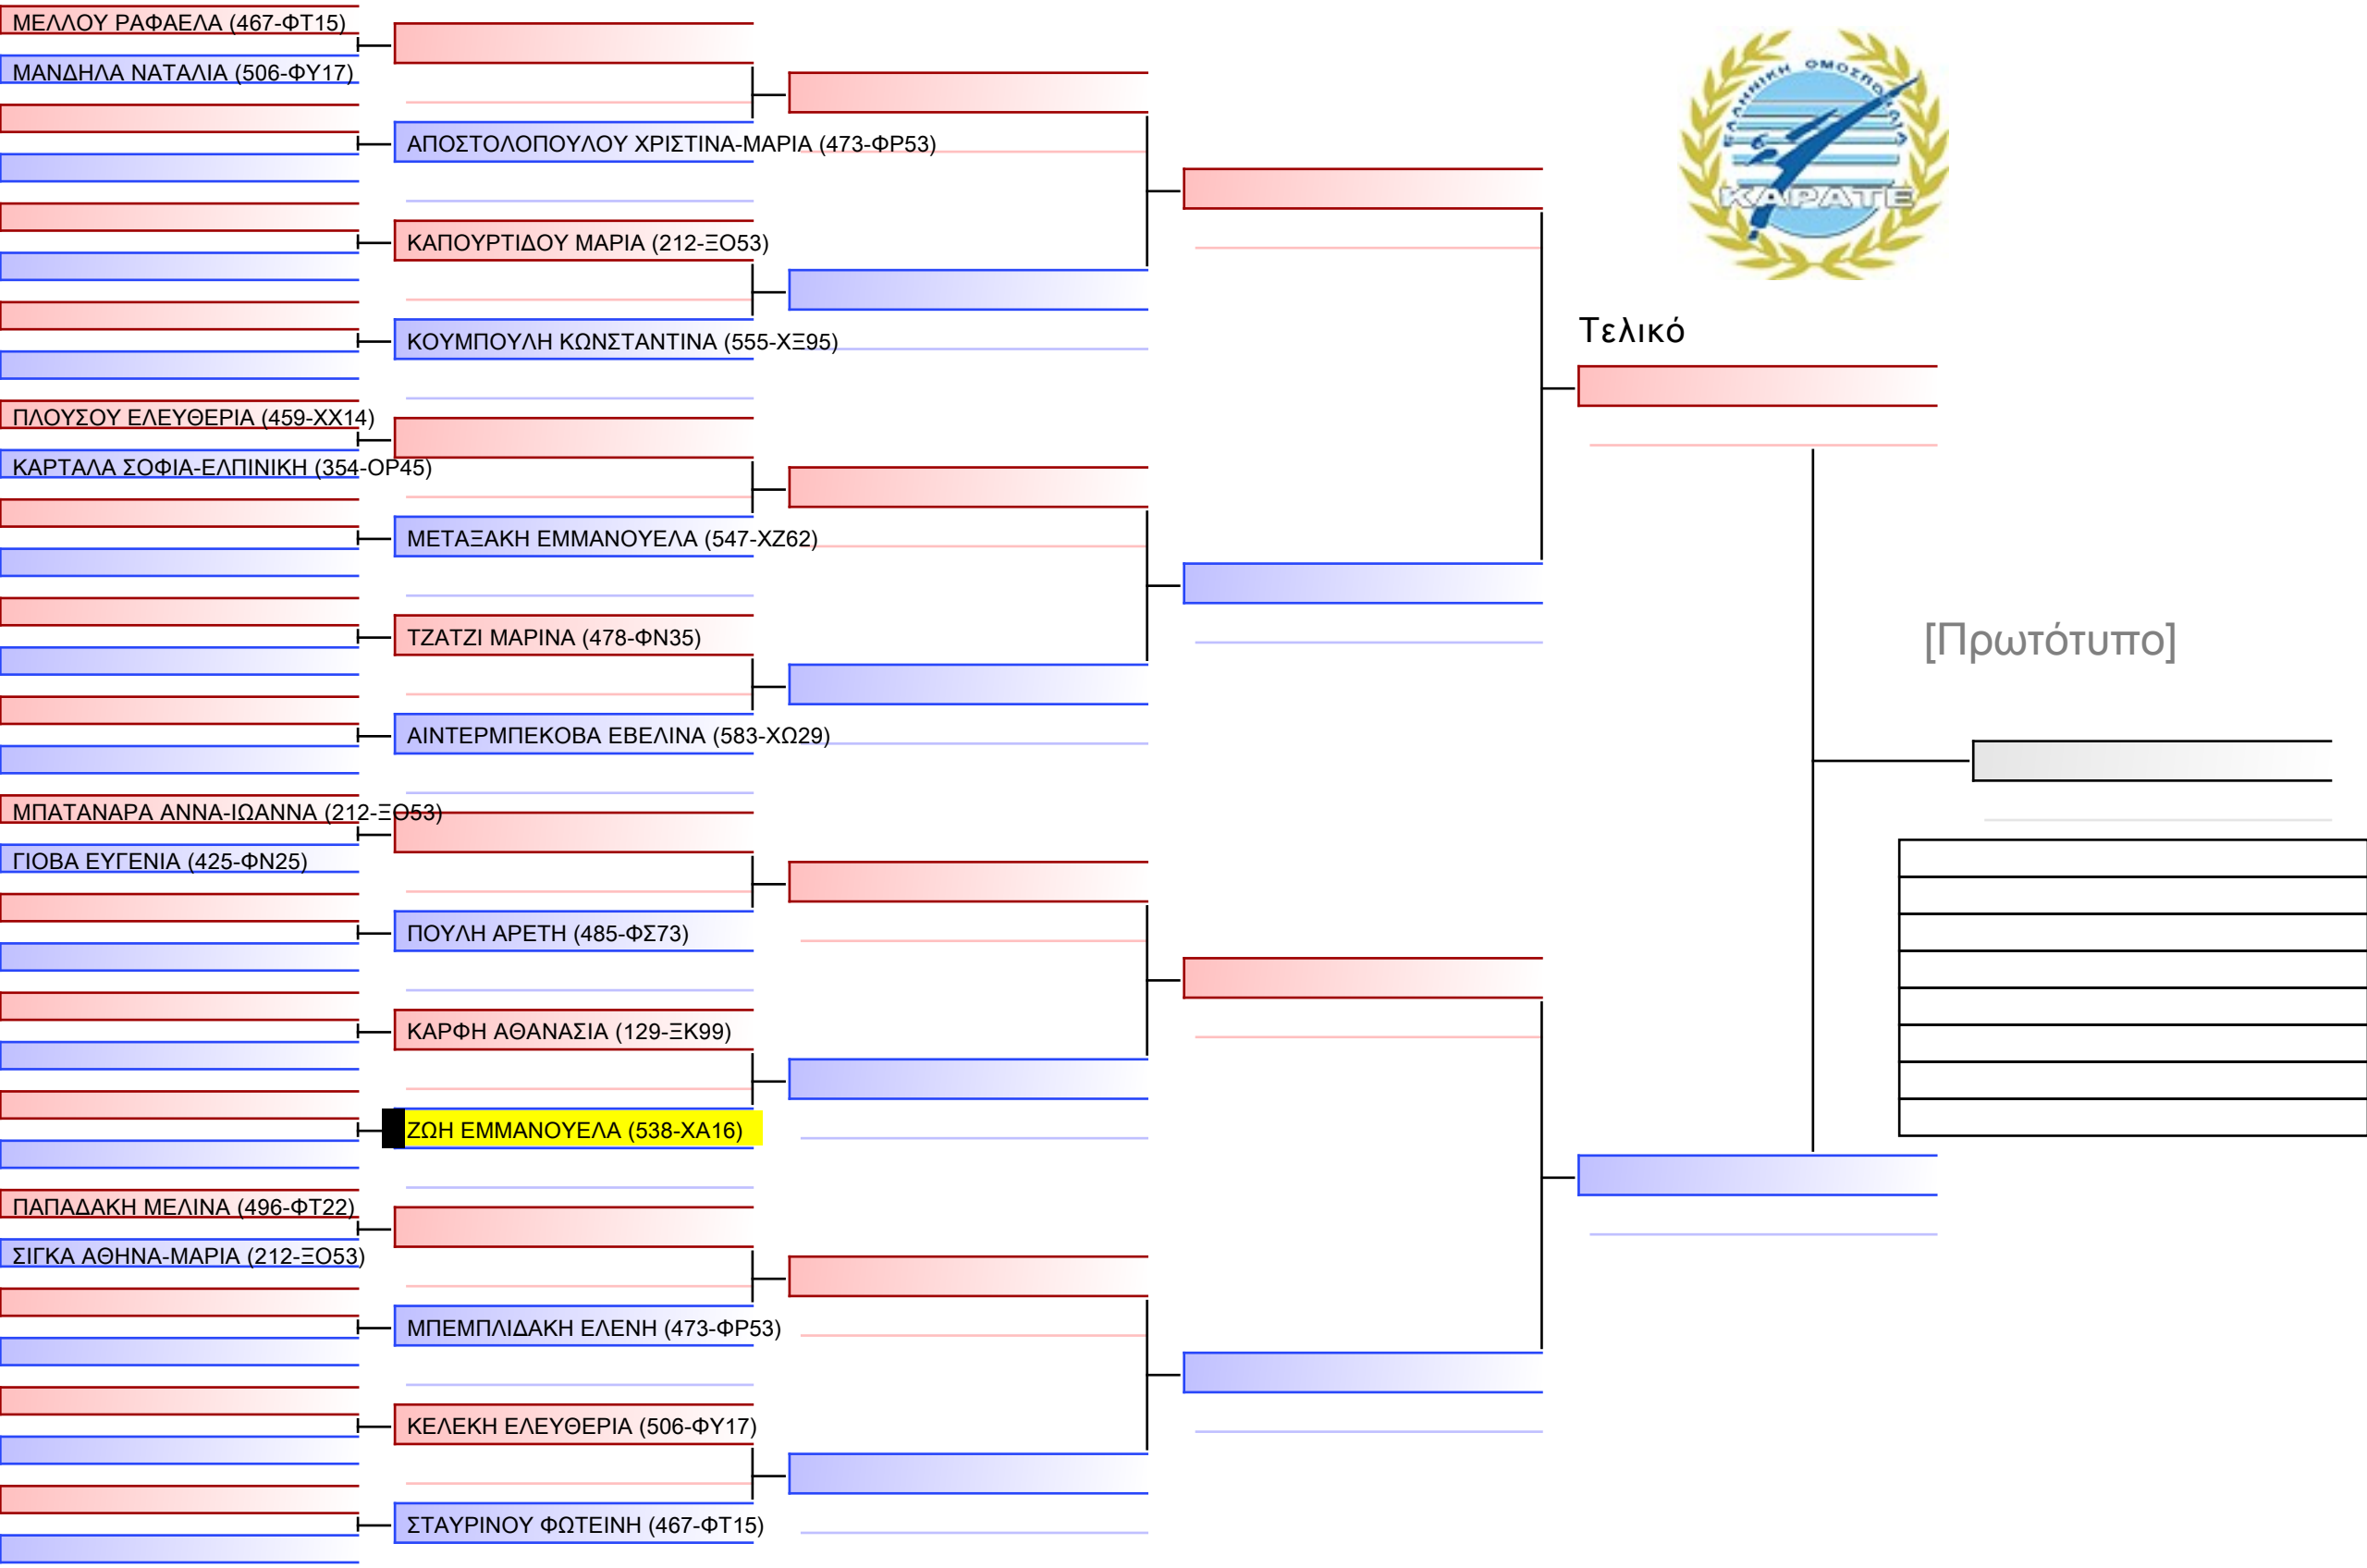 ΜΕΛΛΟΥ ΡΑΦΑΕΛΑ (467-ΦΤ15)
ΜΑΝΔΗΛΑ ΝΑΤΑΛΙΑ (506-ΦΥ17)
ΑΠΟΣΤΟΛΟΠΟΥΛΟΥ ΧΡΙΣΤΙΝΑ-ΜΑΡΙΑ (473-ΦΡ53)
ΚΑΠΟΥΡΤΙΔΟΥ ΜΑΡΙΑ (212-ΞΟ53)
ΚΟΥΜΠΟΥΛΗ ΚΩΝΣΤΑΝΤΙΝΑ (555-ΧΞ95)
ΠΛΟΥΣΟΥ ΕΛΕΥΘΕΡΙΑ (459-ΧΧ14)
ΚΑΡΤΑΛΑ ΣΟΦΙΑ-ΕΛΠΙΝΙΚΗ (354-ΟΡ45)
ΜΕΤΑΞΑΚΗ ΕΜΜΑΝΟΥΕΛΑ (547-ΧΖ62)
ΤΖΑΤΖΙ ΜΑΡΙΝΑ (478-ΦΝ35)
ΑΙΝΤΕΡΜΠΕΚΟΒΑ ΕΒΕΛΙΝΑ (583-ΧΩ29)
ΜΠΑΤΑΝΑΡΑ ΑΝΝΑ-ΙΩΑΝΝΑ (212-ΞΟ53)
ΓΙΟΒΑ ΕΥΓΕΝΙΑ (425-ΦΝ25)
ΠΟΥΛΗ ΑΡΕΤΗ (485-ΦΣ73)
ΚΑΡΦΗ ΑΘΑΝΑΣΙΑ (129-ΞΚ99)
ΖΩΗ ΕΜΜΑΝΟΥΕΛΑ (538-ΧΑ16)
ΠΑΠΑΔΑΚΗ ΜΕΛΙΝΑ (496-ΦΤ22)
ΣΙΓΚΑ ΑΘΗΝΑ-ΜΑΡΙΑ (212-ΞΟ53)
ΜΠΕΜΠΛΙΔΑΚΗ ΕΛΕΝΗ (473-ΦΡ53)
ΚΕΛΕΚΗ ΕΛΕΥΘΕΡΙΑ (506-ΦΥ17)
ΣΤΑΥΡΙΝΟΥ ΦΩΤΕΙΝΗ (467-ΦΤ15)
ΕΛΛΗΝΙΚΗ ΟΜΟΣΠΟΝΔΙΑ
ΚΑΡΑΤΕ
Τελικό
[Πρωτότυπο]